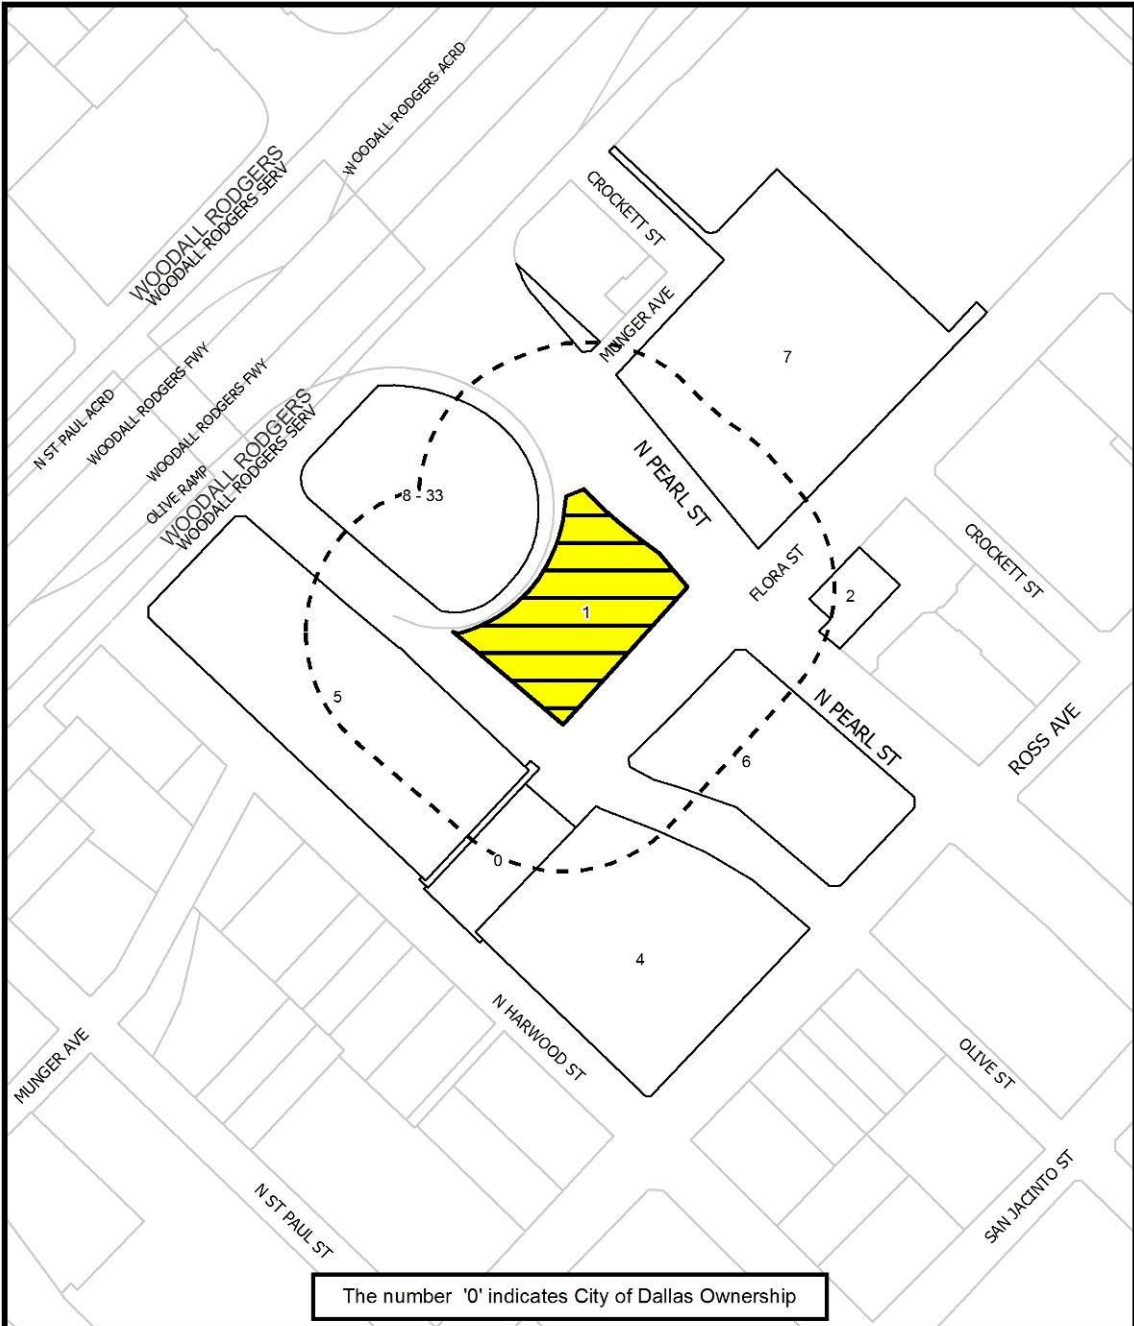 WOODALL RODGERS ACRD
WOODALL RODGERS
WOODALL RODGERS SERV
CROCKETT ST
MUNGER AVE
7
N ST PAUL ACRD
WOODALL RODGERS FWY
WOODALL RODGERS FWY
OLIVE RAMP
WOODALL RODGERS
WOODALL RODGERS SERV
8 - 33
N PEARL ST
FLORA ST
CROCKETT ST
2
1
5
N PEARL ST
ROSS AVE
6
0
4
N HARWOOD ST
MUNGER AVE
OLIVE ST
N ST PAUL ST
SAN JACINTO ST
The number '0' indicates City of Dallas Ownership